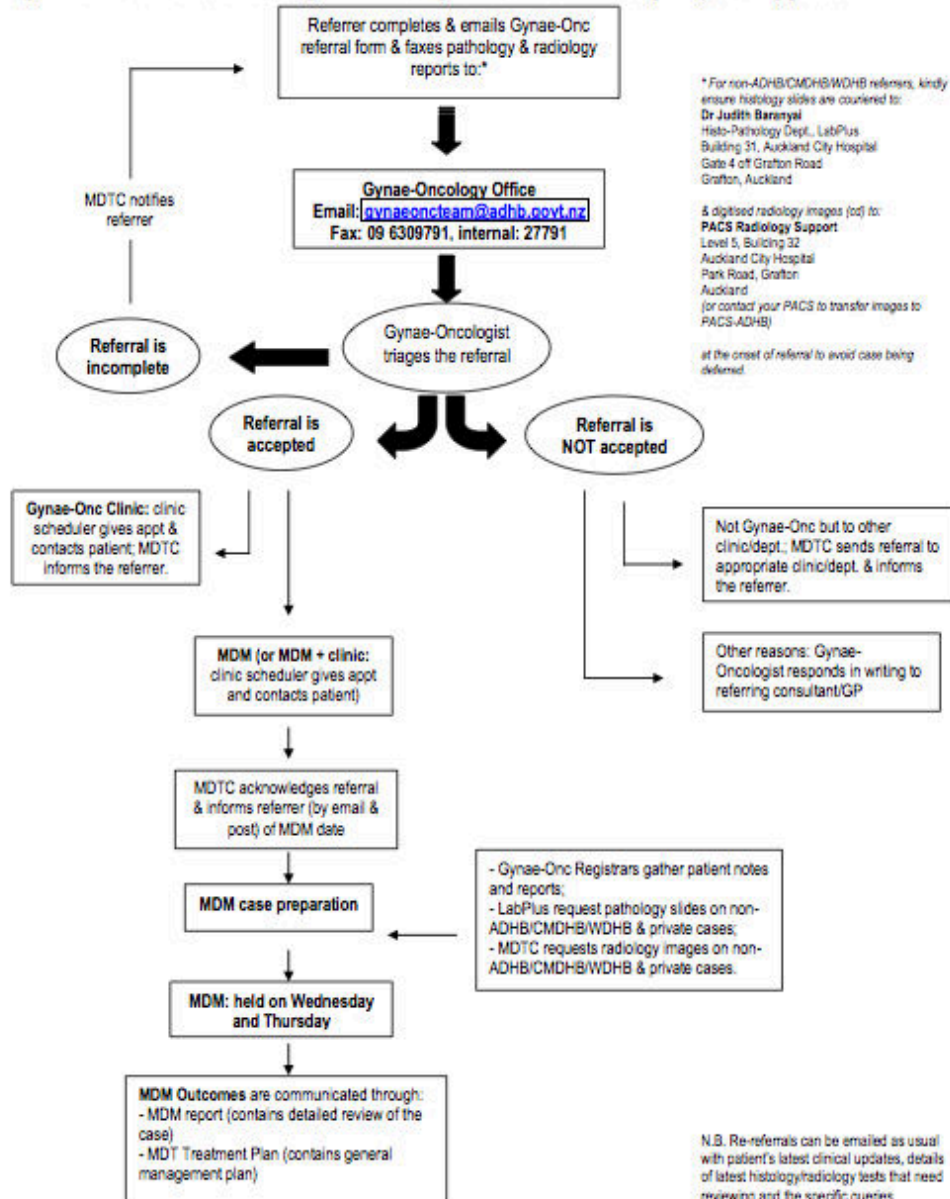 Referrer completes & emails Gynae-Onc
referral form & faxes pathology & radiology
reports to:*
* For non-ADHB/CMDHB/WDHB referrers, kindly
ensure histology slides are couriered to:
Dr Judith Baranyai
Histo-Pathology Dept., LabPlus
Building 31, Auckland City Hospital
Gate 4 off Grafton Road
Grafton, Auckland
& digitised radiology images (cd) to:
PACS Radiology Support
Level 5, Building 32
Auckland City Hospital
Park Road, Grafton
Auckland
(or contact your PACS to transfer images to
PACS-ADHB)
at the onset of referral to avoid case being
deferred.
MDTC notifies
referrer
Gynae-Oncology Office
Email: gynaeoncteam@adhb.govt.nz
Fax: 09 6309791, internal: 27791
Gynae-Oncologist
triages the referral
Referral is
incomplete
Referral is
accepted
Referral is
NOT accepted
Gynae-Onc Clinic: clinic
scheduler gives appt &
contacts patient; MDTC
informs the referrer.
Not Gynae-Onc but to other
clinic/dept.; MDTC sends referral to
appropriate clinic/dept. & informs
the referrer.
MDM (or MDM + clinic:
clinic scheduler gives appt
and contacts patient)
Other reasons: Gynae-
Oncologist responds in writing to
referring consultant/GP
MDTC acknowledges referral
& informs referrer (by email &
post) of MDM date
MDM case preparation
- Gynae-Onc Registrars gather patient notes
and reports;
- LabPlus request pathology slides on non-
ADHB/CMDHB/WDHB & private cases;
- MDTC requests radiology images on non-
ADHB/CMDHB/WDHB & private cases.
MDM: held on Wednesday
and Thursday
MDM Outcomes are communicated through:
- MDM report (contains detailed review of the
case)
- MDT Treatment Plan (contains general
management plan)
N.B. Re-referrals can be emailed as usual
with patient's latest clinical updates, details
of latest histology/radiology tests that need
reviewing and the specific queries